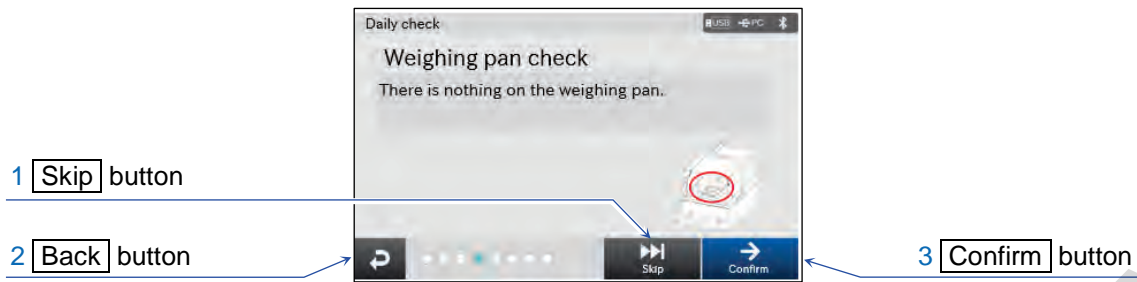 Daily check
USB PC
Weighing pan check
There is nothing on the weighing pan.
1 Skip button
2 Back button
Skip
Confirm
3 Confirm button